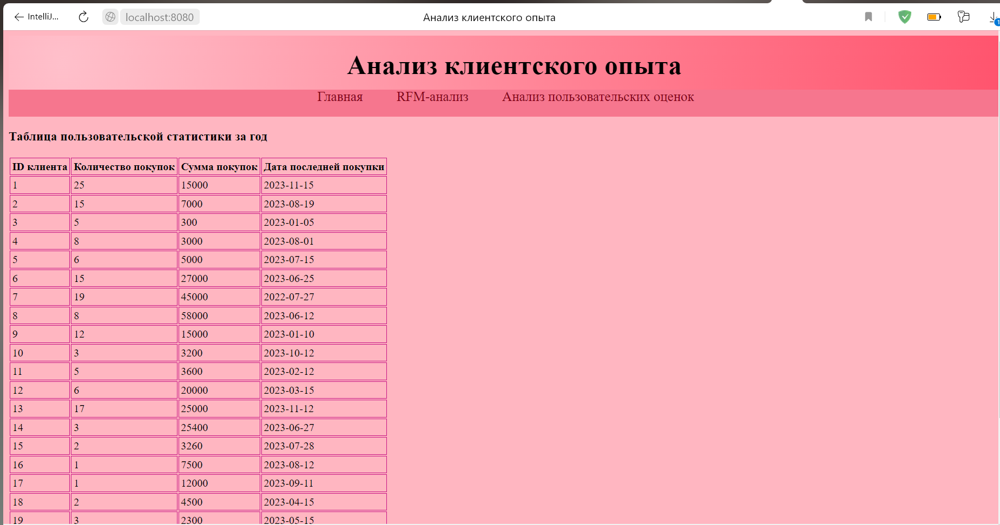 IntelliJ... localhost:8080 Анализ клиентского опыта
1
Анализ клиентского опыта
Главная RFM-анализ Анализ пользовательских оценок
Таблица пользовательской статистики за год
ID клиента Количество покупок Сумма покупок Дата последней покупки
1 25 15000 2023-11-15
2 15 7000 2023-08-19
3 5 300 2023-01-05
4 8 3000 2023-08-01
5 6 5000 2023-07-15
6 15 27000 2023-06-25
7 19 45000 2022-07-27
8 8 58000 2023-06-12
9 12 15000 2023-01-10
10 3 3200 2023-10-12
11 5 3600 2023-02-12
12 6 20000 2023-03-15
13 17 25000 2023-11-12
14 3 25400 2023-06-27
15 2 3260 2023-07-28
16 1 7500 2023-08-12
17 1 12000 2023-09-11
18 2 4500 2023-04-15
19 3 2300 2023-05-15